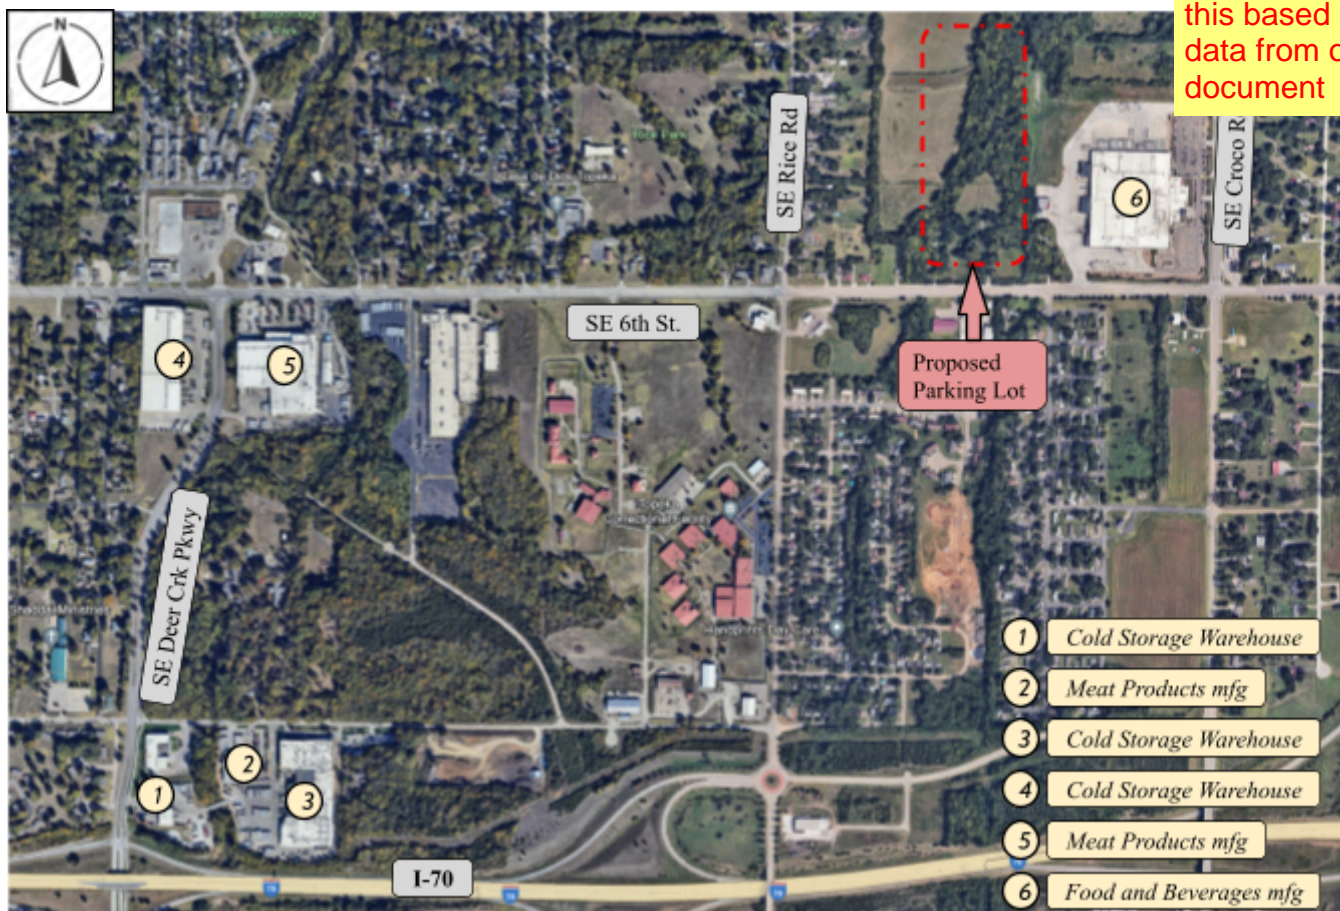 N
this based
data from
document
SE Rice Rd
SE Croco R
6
SE 6th St.
4
5
Proposed
Parking Lot
SE Deer Crk Pkwy
1
2
3
I-70
1 Cold Storage Warehouse
2 Meat Products mfg
3 Cold Storage Warehouse
4 Cold Storage Warehouse
5 Meat Products mfg
6 Food and Beverages mfg